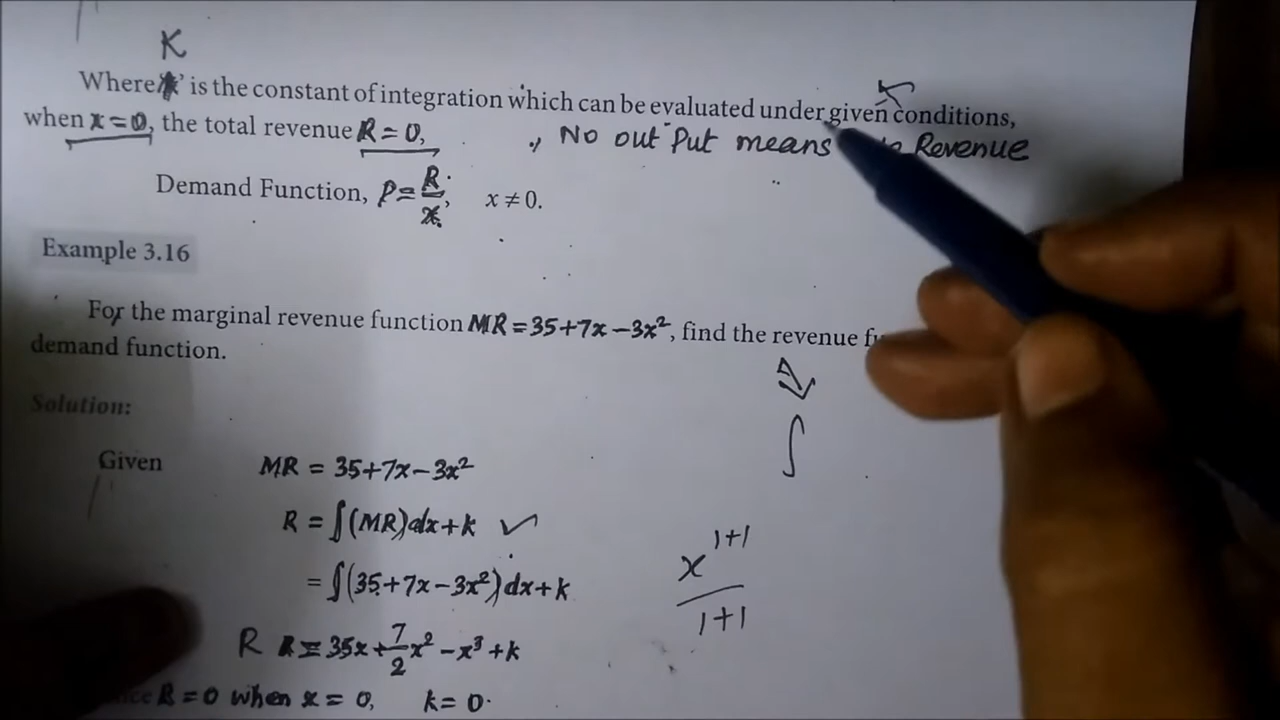 K
Where 'k' is the constant of integration which can be evaluated under given conditions,
when x = 0, the total revenue R = 0, ., No out Put means Revenue
Demand Function, P = R/x, x ≠ 0.
Example 3.16
For the marginal revenue function MR = 35+7x−3x², find the revenue
demand function.
Solution:
Given MR = 35+7x−3x²
R = ∫(MR)dx+k ✓
∫
= ∫(35+7x−3x²)dx+k
x^1+1 / 1+1
R R = 35x+7/2x²−x³+k
R = 0 when x = 0, k = 0.